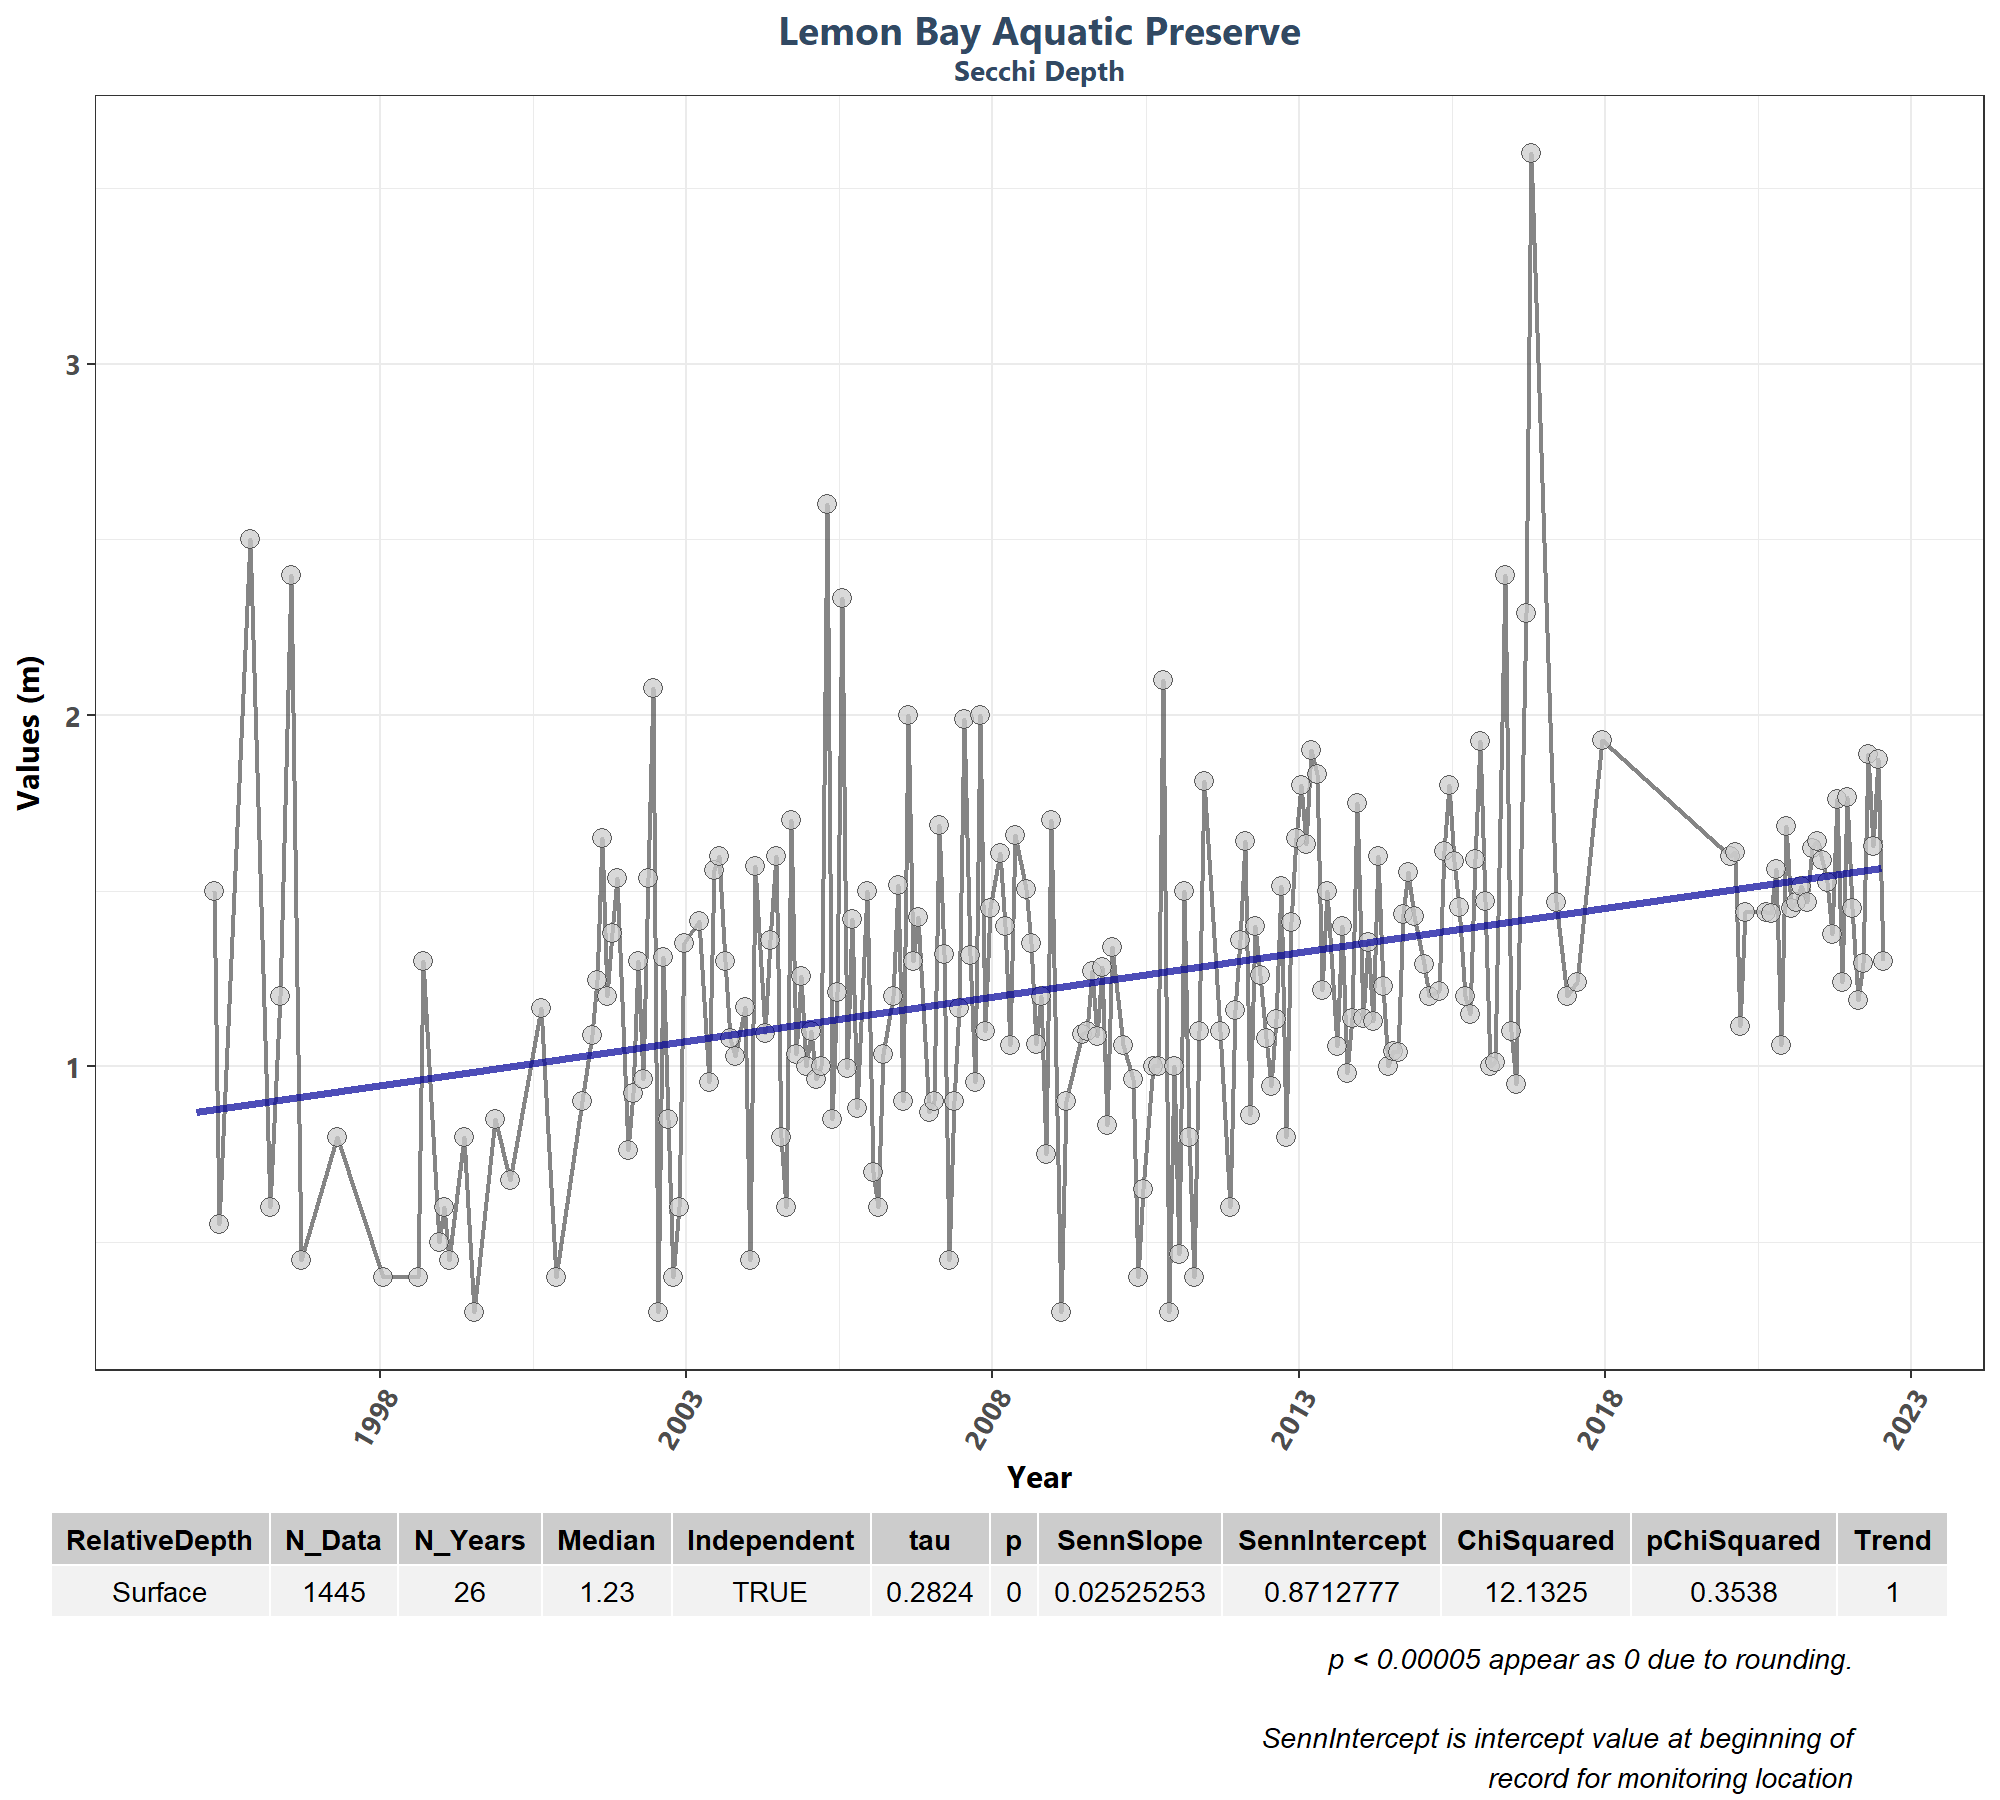 Lemon Bay Aquatic Preserve
Secchi Depth
Values (m)
3
2
1
1998 2003 2008 2013 2018 2023
Year
RelativeDepth N_Data N_Years Median Independent tau p SennSlope SennIntercept ChiSquared pChiSquared Trend
Surface 1445 26 1.23 TRUE 0.2824 0 0.02525253 0.8712777 12.1325 0.3538 1
p < 0.00005 appear as 0 due to rounding.
SennIntercept is intercept value at beginning of
record for monitoring location